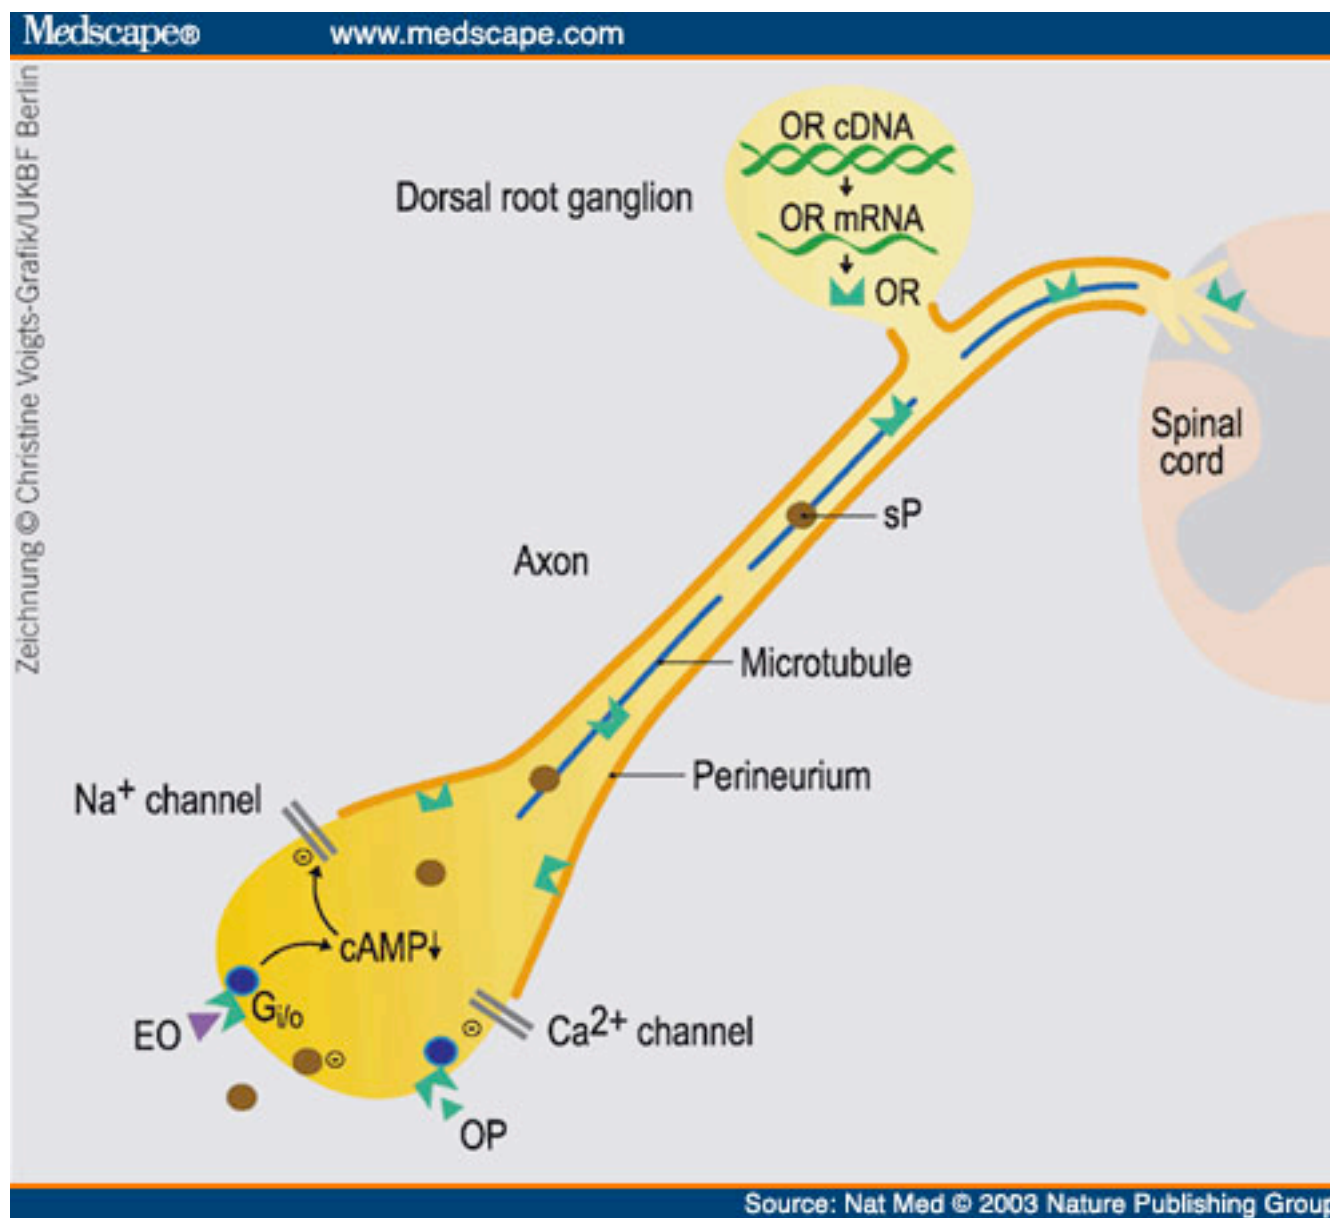 Medscape® www.medscape.com
Zeichnung © Christine Voigts-Grafik/UKBF Berlin
OR cDNA
Dorsal root ganglion
OR mRNA
OR
Spinal
cord
sP
Axon
Microtubule
Perineurium
Na+ channel
cAMP↓
Gi/o
EO
Ca2+ channel
OP
Source: Nat Med © 2003 Nature Publishing Group